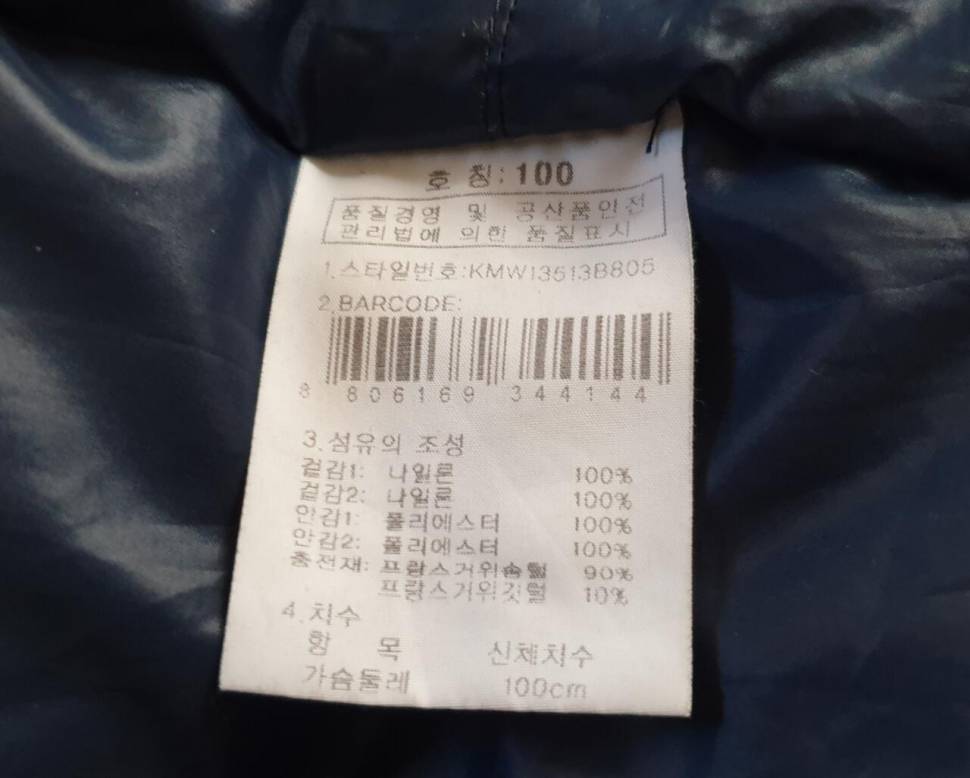 호 칭: 100
품질경영 및 공산품안전
관리법에 의한 품질표시
1.스타일번호:KMW13513B805
2.BARCODE:
8 806169 344144
3.섬유의 조성
겉감1: 나일론 100%
겉감2: 나일론 100%
안감1: 폴리에스터 100%
안감2: 폴리에스터 100%
충전재: 프랑스거위솜털 90%
프랑스거위깃털 10%
4.치수
항 목 신체치수
가슴둘레 100cm